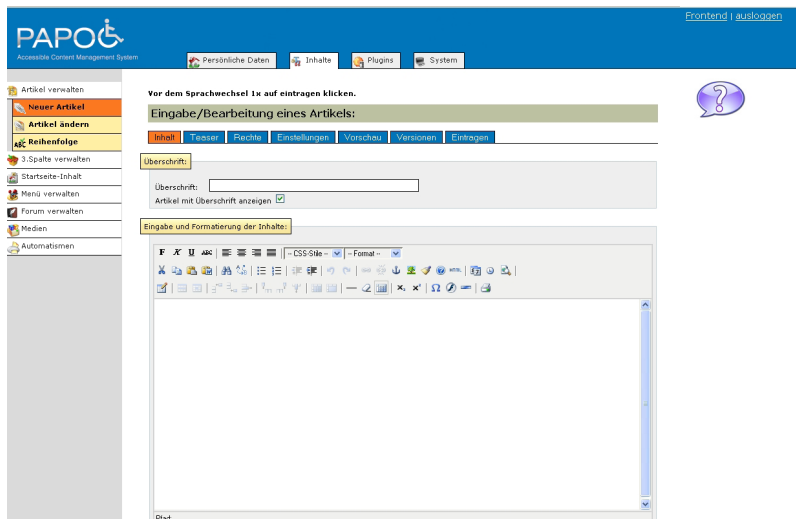 Frontend | ausloggen
PAPOO
Accessible Content Management System
Persönliche Daten
Inhalte
Plugins
System
Artikel verwalten
Neuer Artikel
Artikel ändern
ABC Reihenfolge
3.Spalte verwalten
Startseite-Inhalt
Menü verwalten
Forum verwalten
Medien
Automatismen
Vor dem Sprachwechsel 1x auf eintragen klicken.
Eingabe/Bearbeitung eines Artikels:
Inhalt Teaser Rechte Einstellungen Vorschau Versionen Eintragen
Überschrift:
Überschrift:
Artikel mit Überschrift anzeigen
Eingabe und Formatierung der Inhalte:
F K U ABC -- CSS-Stile -- -- Format --
HTML
Pfad: